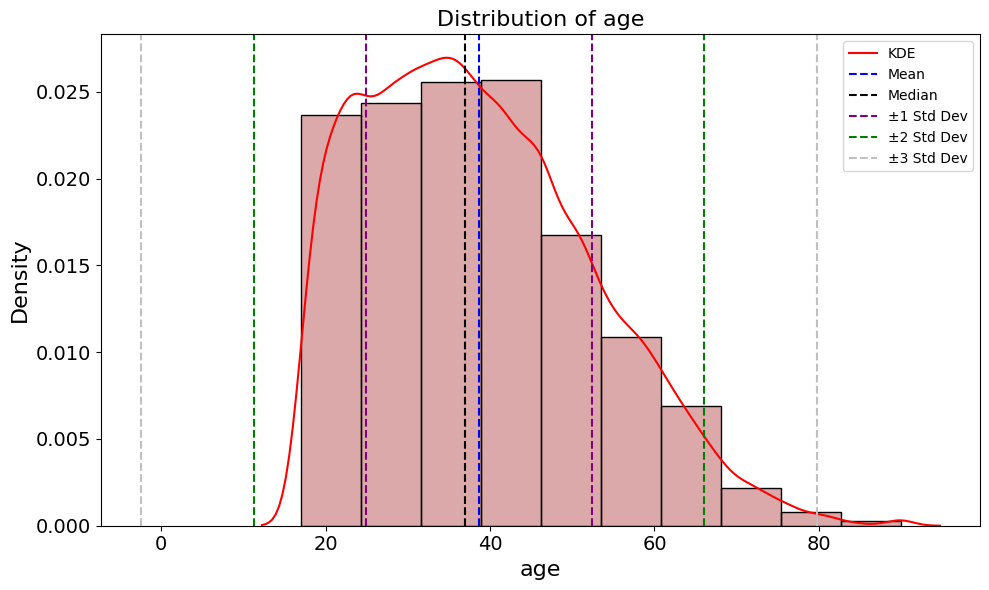 Distribution of age
KDE
Mean
Median
±1 Std Dev
±2 Std Dev
±3 Std Dev
Density
0.025
0.020
0.015
0.010
0.005
0.000
0 20 40 60 80
age